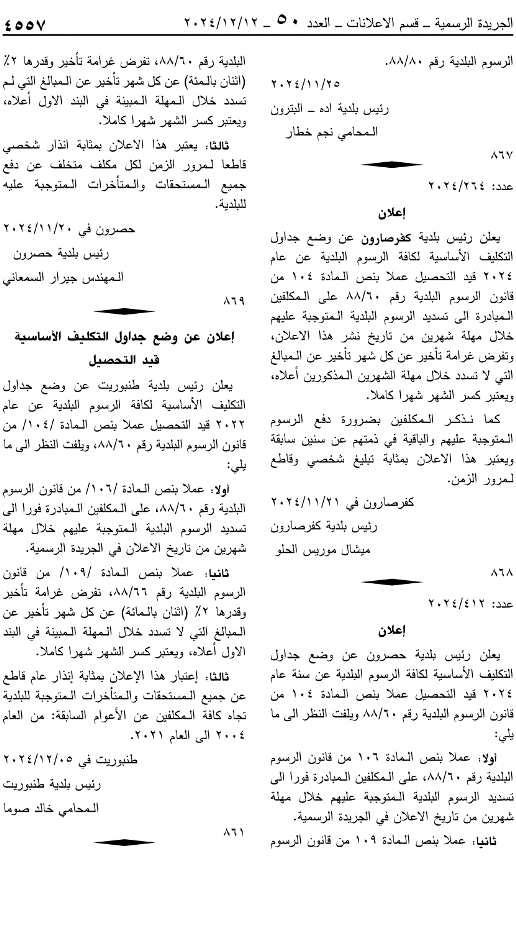 الجريدة الرسمية ــ قسم الاعلانات ــ العدد ٥٠ ــ ٢٠٢٤/١٢/١٢
٤٥٥٧
الرسوم البلدية رقم ٨٨/٨٠.
٢٠٢٤/١١/٢٥
رئيس بلدية اده ــ البترون
المحامي نجم خطار
٨٦٧
عدد: ٢٠٢٤/٢٦٤
إعلان
يعلن رئيس بلدية كفرصارون عن وضع جداول
التكليف الأساسية لكافة الرسوم البلدية عن عام
٢٠٢٤ قيد التحصيل عملا بنص المادة ١٠٤ من
قانون الرسوم البلدية رقم ٨٨/٦٠ على المكلفين
المبادرة الى تسديد الرسوم البلدية المتوجبة عليهم
خلال مهلة شهرين من تاريخ نشر هذا الاعلان،
وتفرض غرامة تأخير عن كل شهر تأخير عن المبالغ
التي لا تسدد خلال مهلة الشهرين المذكورين أعلاه،
ويعتبر كسر الشهر شهرا كاملا.
كما نذكر المكلفين بضرورة دفع الرسوم
المتوجبة عليهم والباقية في ذمتهم عن سنين سابقة
ويعتبر هذا الاعلان بمثابة تبليغ شخصي وقاطع
لمرور الزمن.
كفرصارون في ٢٠٢٤/١١/٢١
رئيس بلدية كفرصارون
ميشال موريس الحلو
٨٦٨
عدد: ٢٠٢٤/٤١٢
إعلان
يعلن رئيس بلدية حصرون عن وضع جداول
التكليف الأساسية لكافة الرسوم البلدية عن سنة عام
٢٠٢٤ قيد التحصيل عملا بنص المادة ١٠٤ من
قانون الرسوم البلدية رقم ٨٨/٦٠ ويلفت النظر الى ما
يلي:
أولا: عملا بنص المادة ١٠٦ من قانون الرسوم
البلدية رقم ٨٨/٦٠، على المكلفين المبادرة فورا الى
تسديد الرسوم البلدية المتوجبة عليهم خلال مهلة
شهرين من تاريخ الاعلان في الجريدة الرسمية.
ثانيا: عملا بنص المادة ١٠٩ من قانون الرسوم
البلدية رقم ٨٨/٦٠، تفرض غرامة تأخير وقدرها ٢٪
(اثنان بالمئة) عن كل شهر تأخير عن المبالغ التي لم
تسدد خلال المهلة المبينة في البند الاول أعلاه،
ويعتبر كسر الشهر شهرا كاملا.
ثالثا: يعتبر هذا الاعلان بمثابة انذار شخصي
قاطعا لمرور الزمن لكل مكلف متخلف عن دفع
جميع المستحقات والمتأخرات المتوجبة عليه
للبلدية.
حصرون في ٢٠٢٤/١١/٢٠
رئيس بلدية حصرون
المهندس جيرار السمعاني
٨٦٩
إعلان عن وضع جداول التكليف الأساسية
قيد التحصيل
يعلن رئيس بلدية طنبوريت عن وضع جداول
التكليف الأساسية لكافة الرسوم البلدية عن عام
٢٠٢٢ قيد التحصيل عملا بنص المادة /١٠٤/ من
قانون الرسوم البلدية رقم ٨٨/٦٠، ويلفت النظر الى ما
يلي:
اولا: عملا بنص المادة /١٠٦/ من قانون الرسوم
البلدية رقم ٨٨/٦٠، على المكلفين المبادرة فورا الى
تسديد الرسوم البلدية المتوجبة عليهم خلال مهلة
شهرين من تاريخ الاعلان في الجريدة الرسمية.
ثانيا: عملا بنص المادة /١٠٩/ من قانون
الرسوم البلدية رقم ٨٨/٦٦، تفرض غرامة تأخير
وقدرها ٢٪ (اثنان بالمائة) عن كل شهر تأخير عن
المبالغ التي لا تسدد خلال المهلة المبينة في البند
الاول أعلاه، ويعتبر كسر الشهر شهرا كاملا.
ثالثا: إعتبار هذا الإعلان بمثابة إنذار عام قاطع
عن جميع المستحقات والمتأخرات المتوجبة للبلدية
تجاه كافة المكلفين عن الأعوام السابقة: من العام
٢٠٠٤ الى العام ٢٠٢١.
طنبوريت في ٢٠٢٤/١٢/٠٥
رئيس بلدية طنبوريت
المحامي خالد صوما
٨٦١